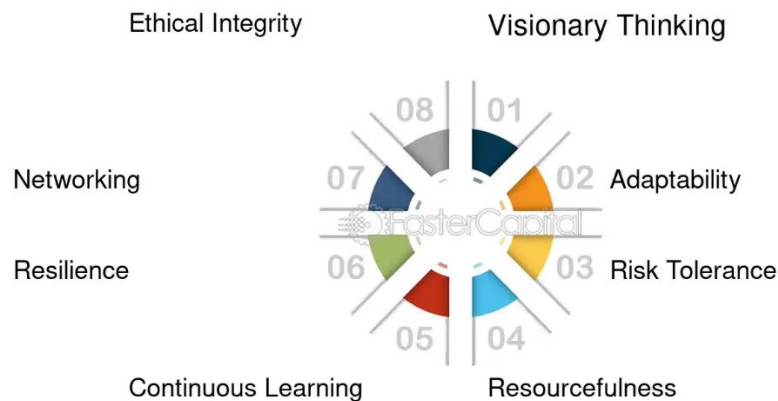 Ethical Integrity
Visionary Thinking
08
01
Networking
07
02
Adaptability
FasterCapital
Resilience
06
03
Risk Tolerance
05
04
Continuous Learning
Resourcefulness